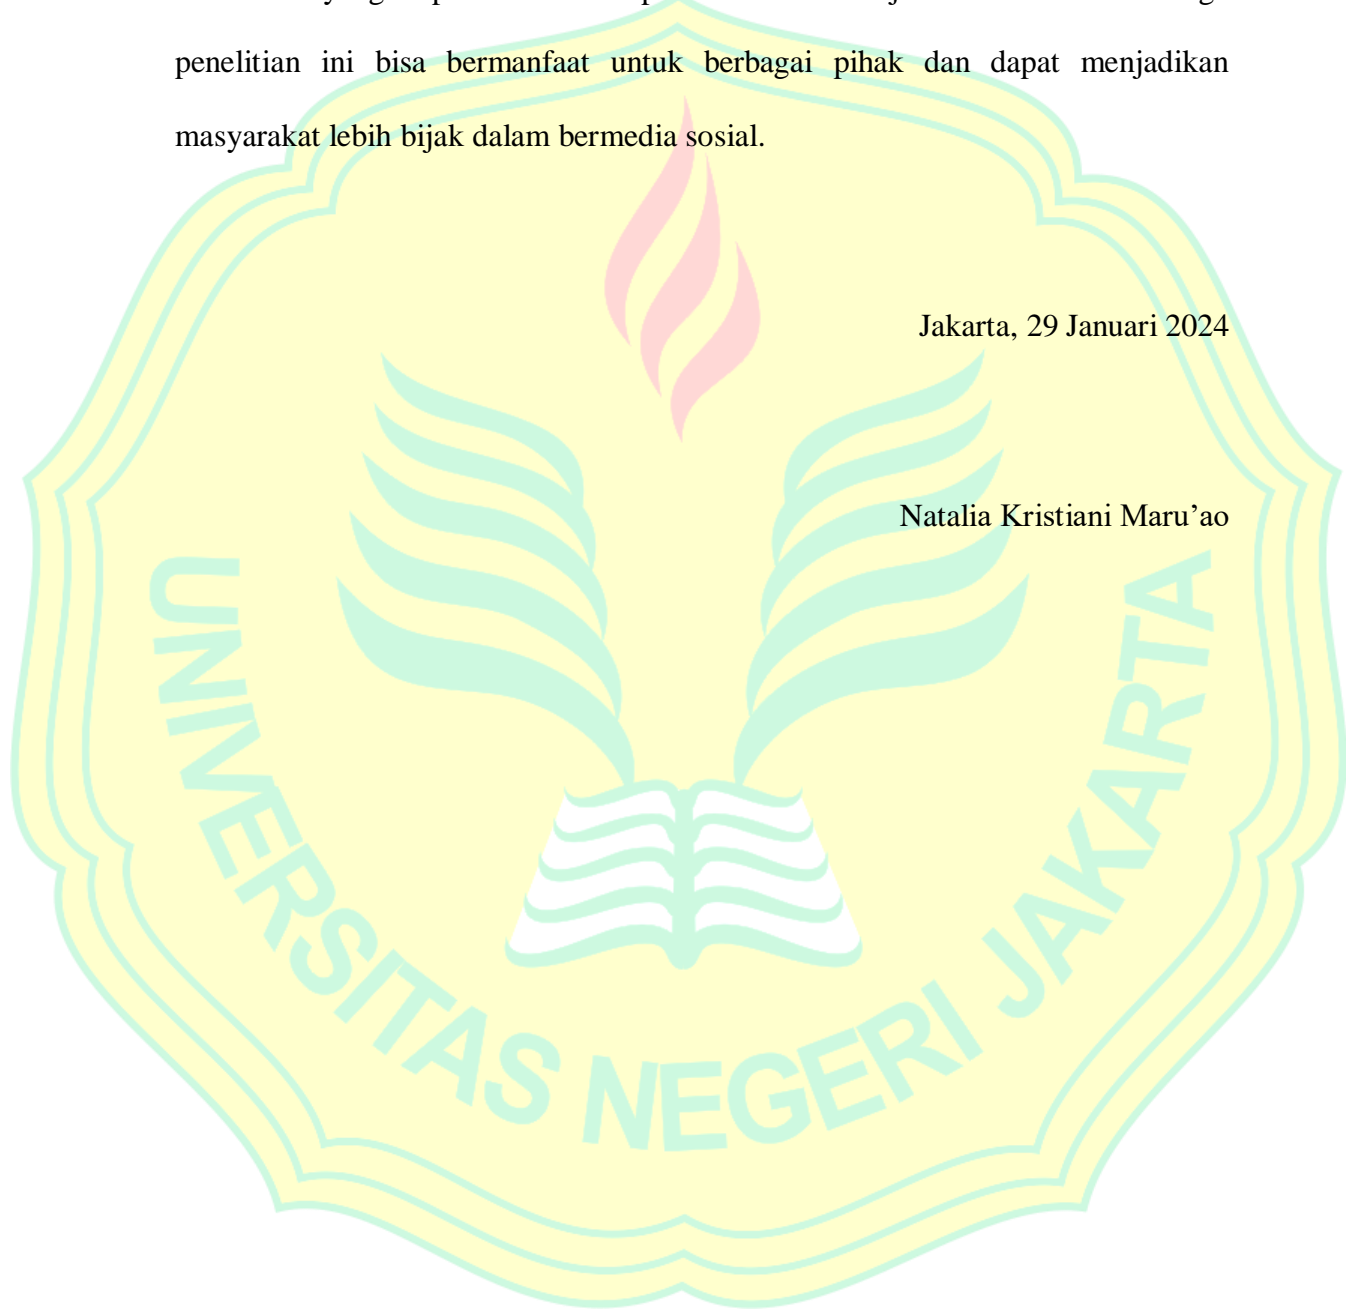 penelitian ini bisa bermanfaat untuk berbagai pihak dan dapat menjadikan
masyarakat lebih bijak dalam bermedia sosial.
Jakarta, 29 Januari 2024
Natalia Kristiani Maru’ao
UNIVERSITAS NEGERI JAKARTA